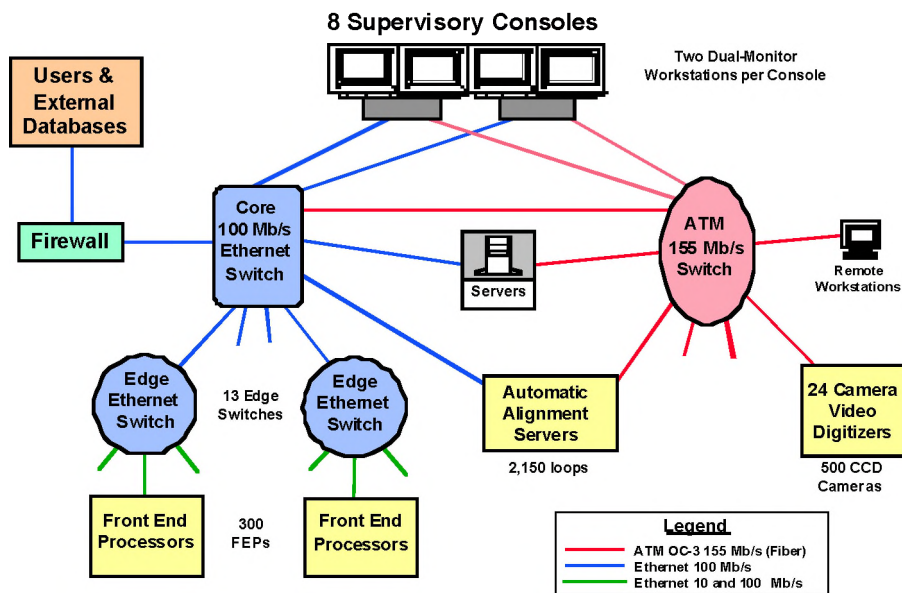 8 Supervisory Consoles
Two Dual-Monitor
Workstations per Console
Users &
External
Databases
Firewall
Core
100 Mb/s
Ethernet
Switch
Servers
ATM
155 Mb/s
Switch
Remote
Workstations
Edge
Ethernet
Switch
13 Edge
Switches
Edge
Ethernet
Switch
Automatic
Alignment
Servers
2,150 loops
24 Camera
Video
Digitizers
500 CCD
Cameras
Front End
Processors
300
FEPs
Front End
Processors
Legend
ATM OC-3 155 Mb/s (Fiber)
Ethernet 100 Mb/s
Ethernet 10 and 100 Mb/s